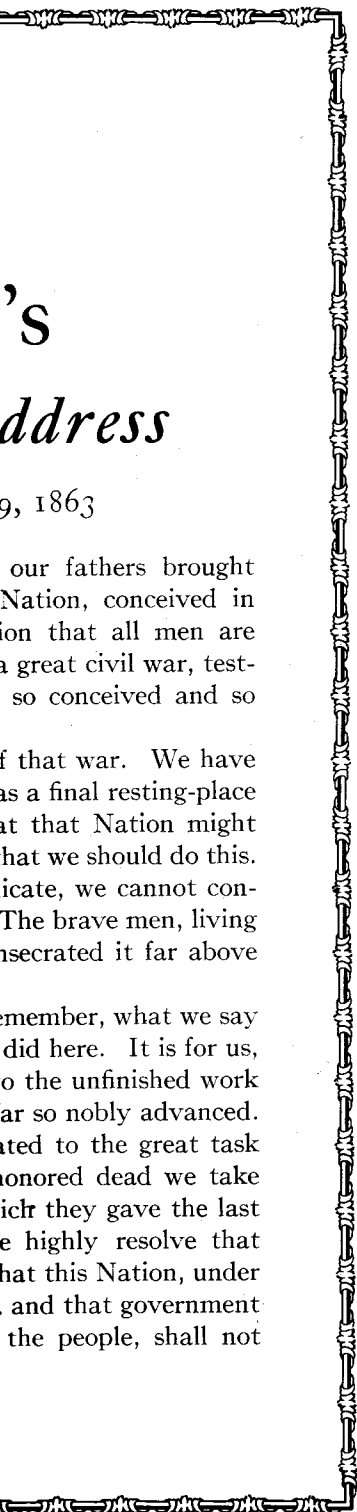 's
ddress
9, 1863
our fathers brought
Nation, conceived in
ion that all men are
a great civil war, test-
so conceived and so
f that war. We have
as a final resting-place
at that Nation might
hat we should do this.
licate, we cannot con-
The brave men, living
nsecrated it far above
emember, what we say
did here. It is for us,
o the unfinished work
far so nobly advanced.
ated to the great task
honored dead we take
ich they gave the last
e highly resolve that
hat this Nation, under
, and that government
the people, shall not